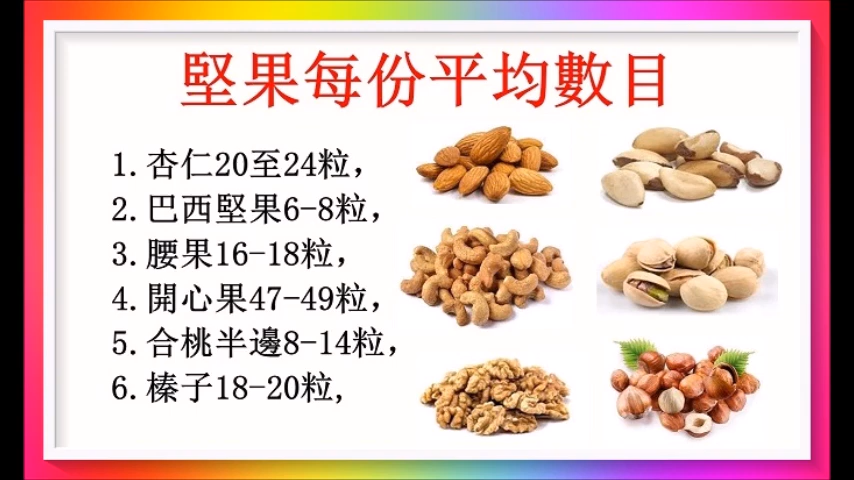 堅果每份平均數目
1.杏仁20至24粒，
2.巴西堅果6-8粒，
3.腰果16-18粒，
4.開心果47-49粒，
5.合桃半邊8-14粒，
6.榛子18-20粒,